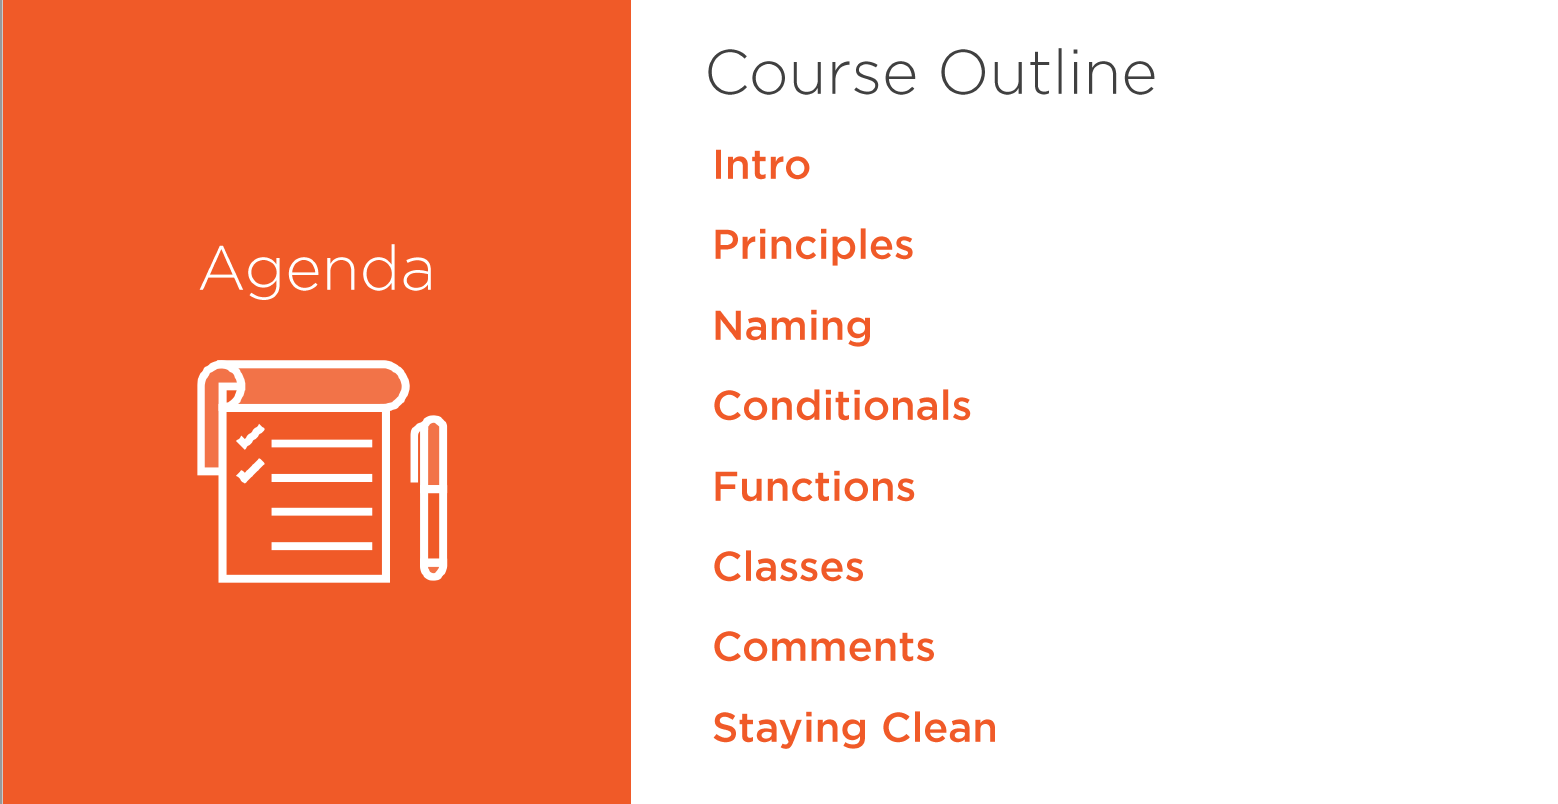 Agenda
Course Outline
Intro
Principles
Naming
Conditionals
Functions
Classes
Comments
Staying Clean